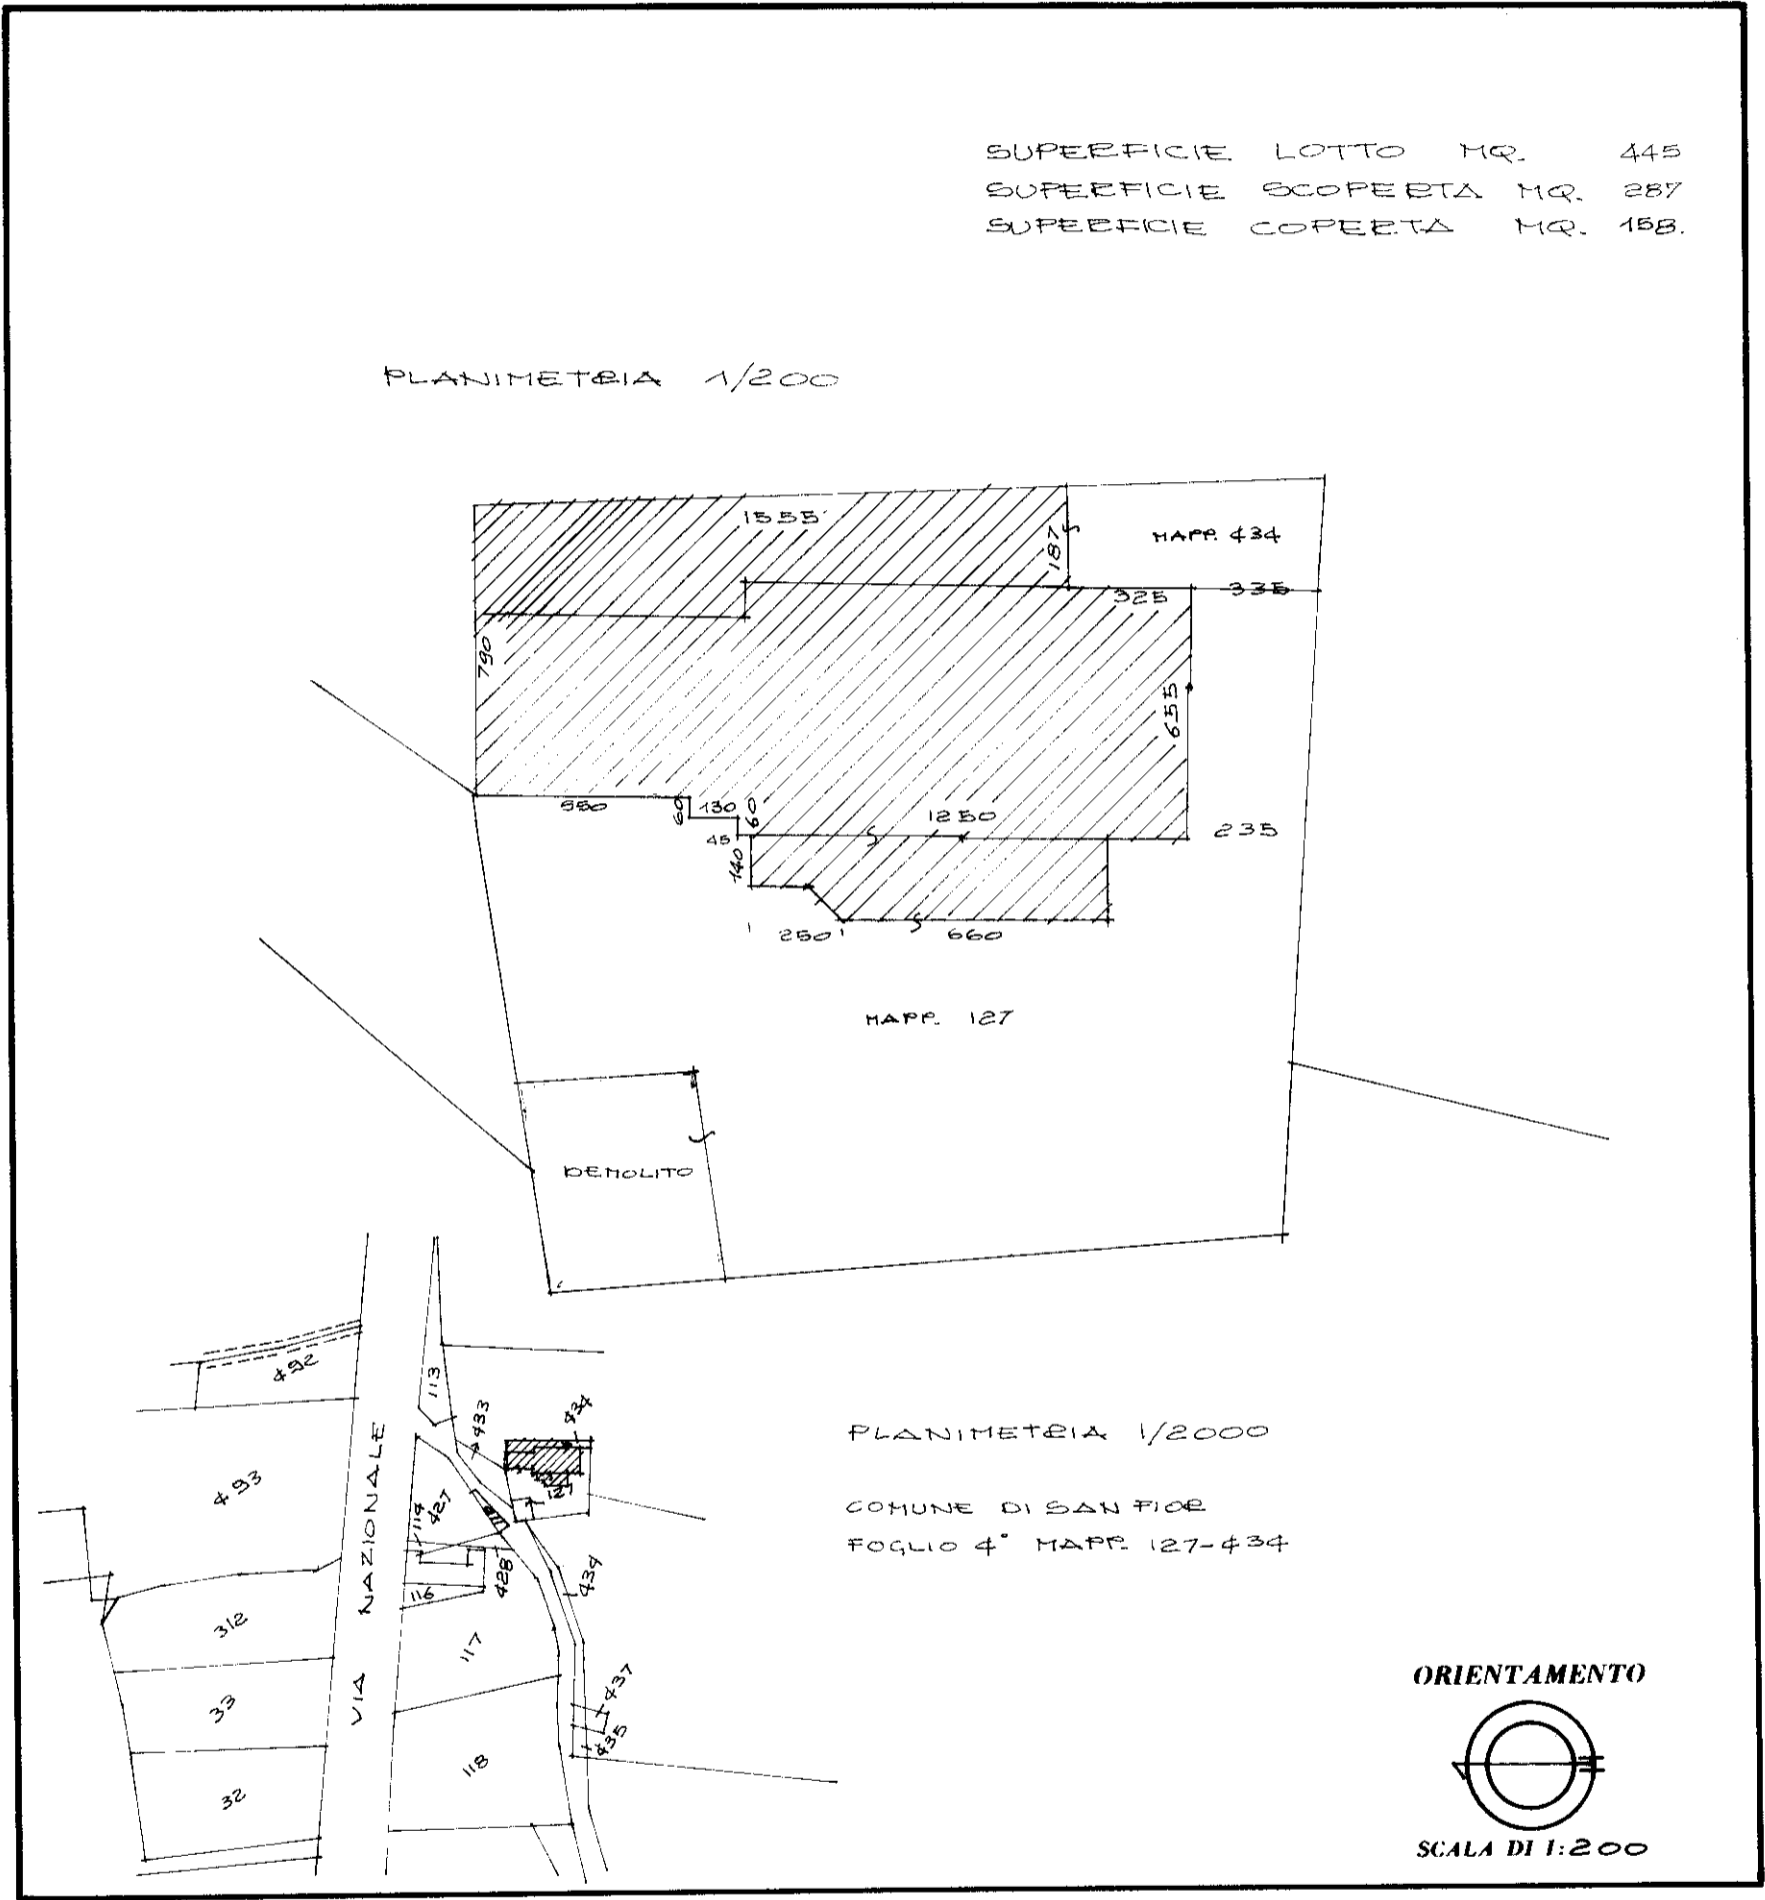 SUPERFICIE LOTTO MQ. 445
SUPERFICIE SCOPERTA MQ. 287
SUPERFICIE COPERTA MQ. 158.
PLANIMETRIA 1/200
1555
187
MAPP. 434
325
335
790
655
550
60
130
60
1250
235
45
140
250
660
MAPP. 127
DEMOLITO
492
113
433
434
493
VIA NAZIONALE
114
427
127
PLANIMETRIA 1/2000
COMUNE DI SAN FIOR
FOGLIO 4° MAPP. 127-434
116
428
434
312
117
33
437
435
118
32
ORIENTAMENTO
SCALA DI 1:200